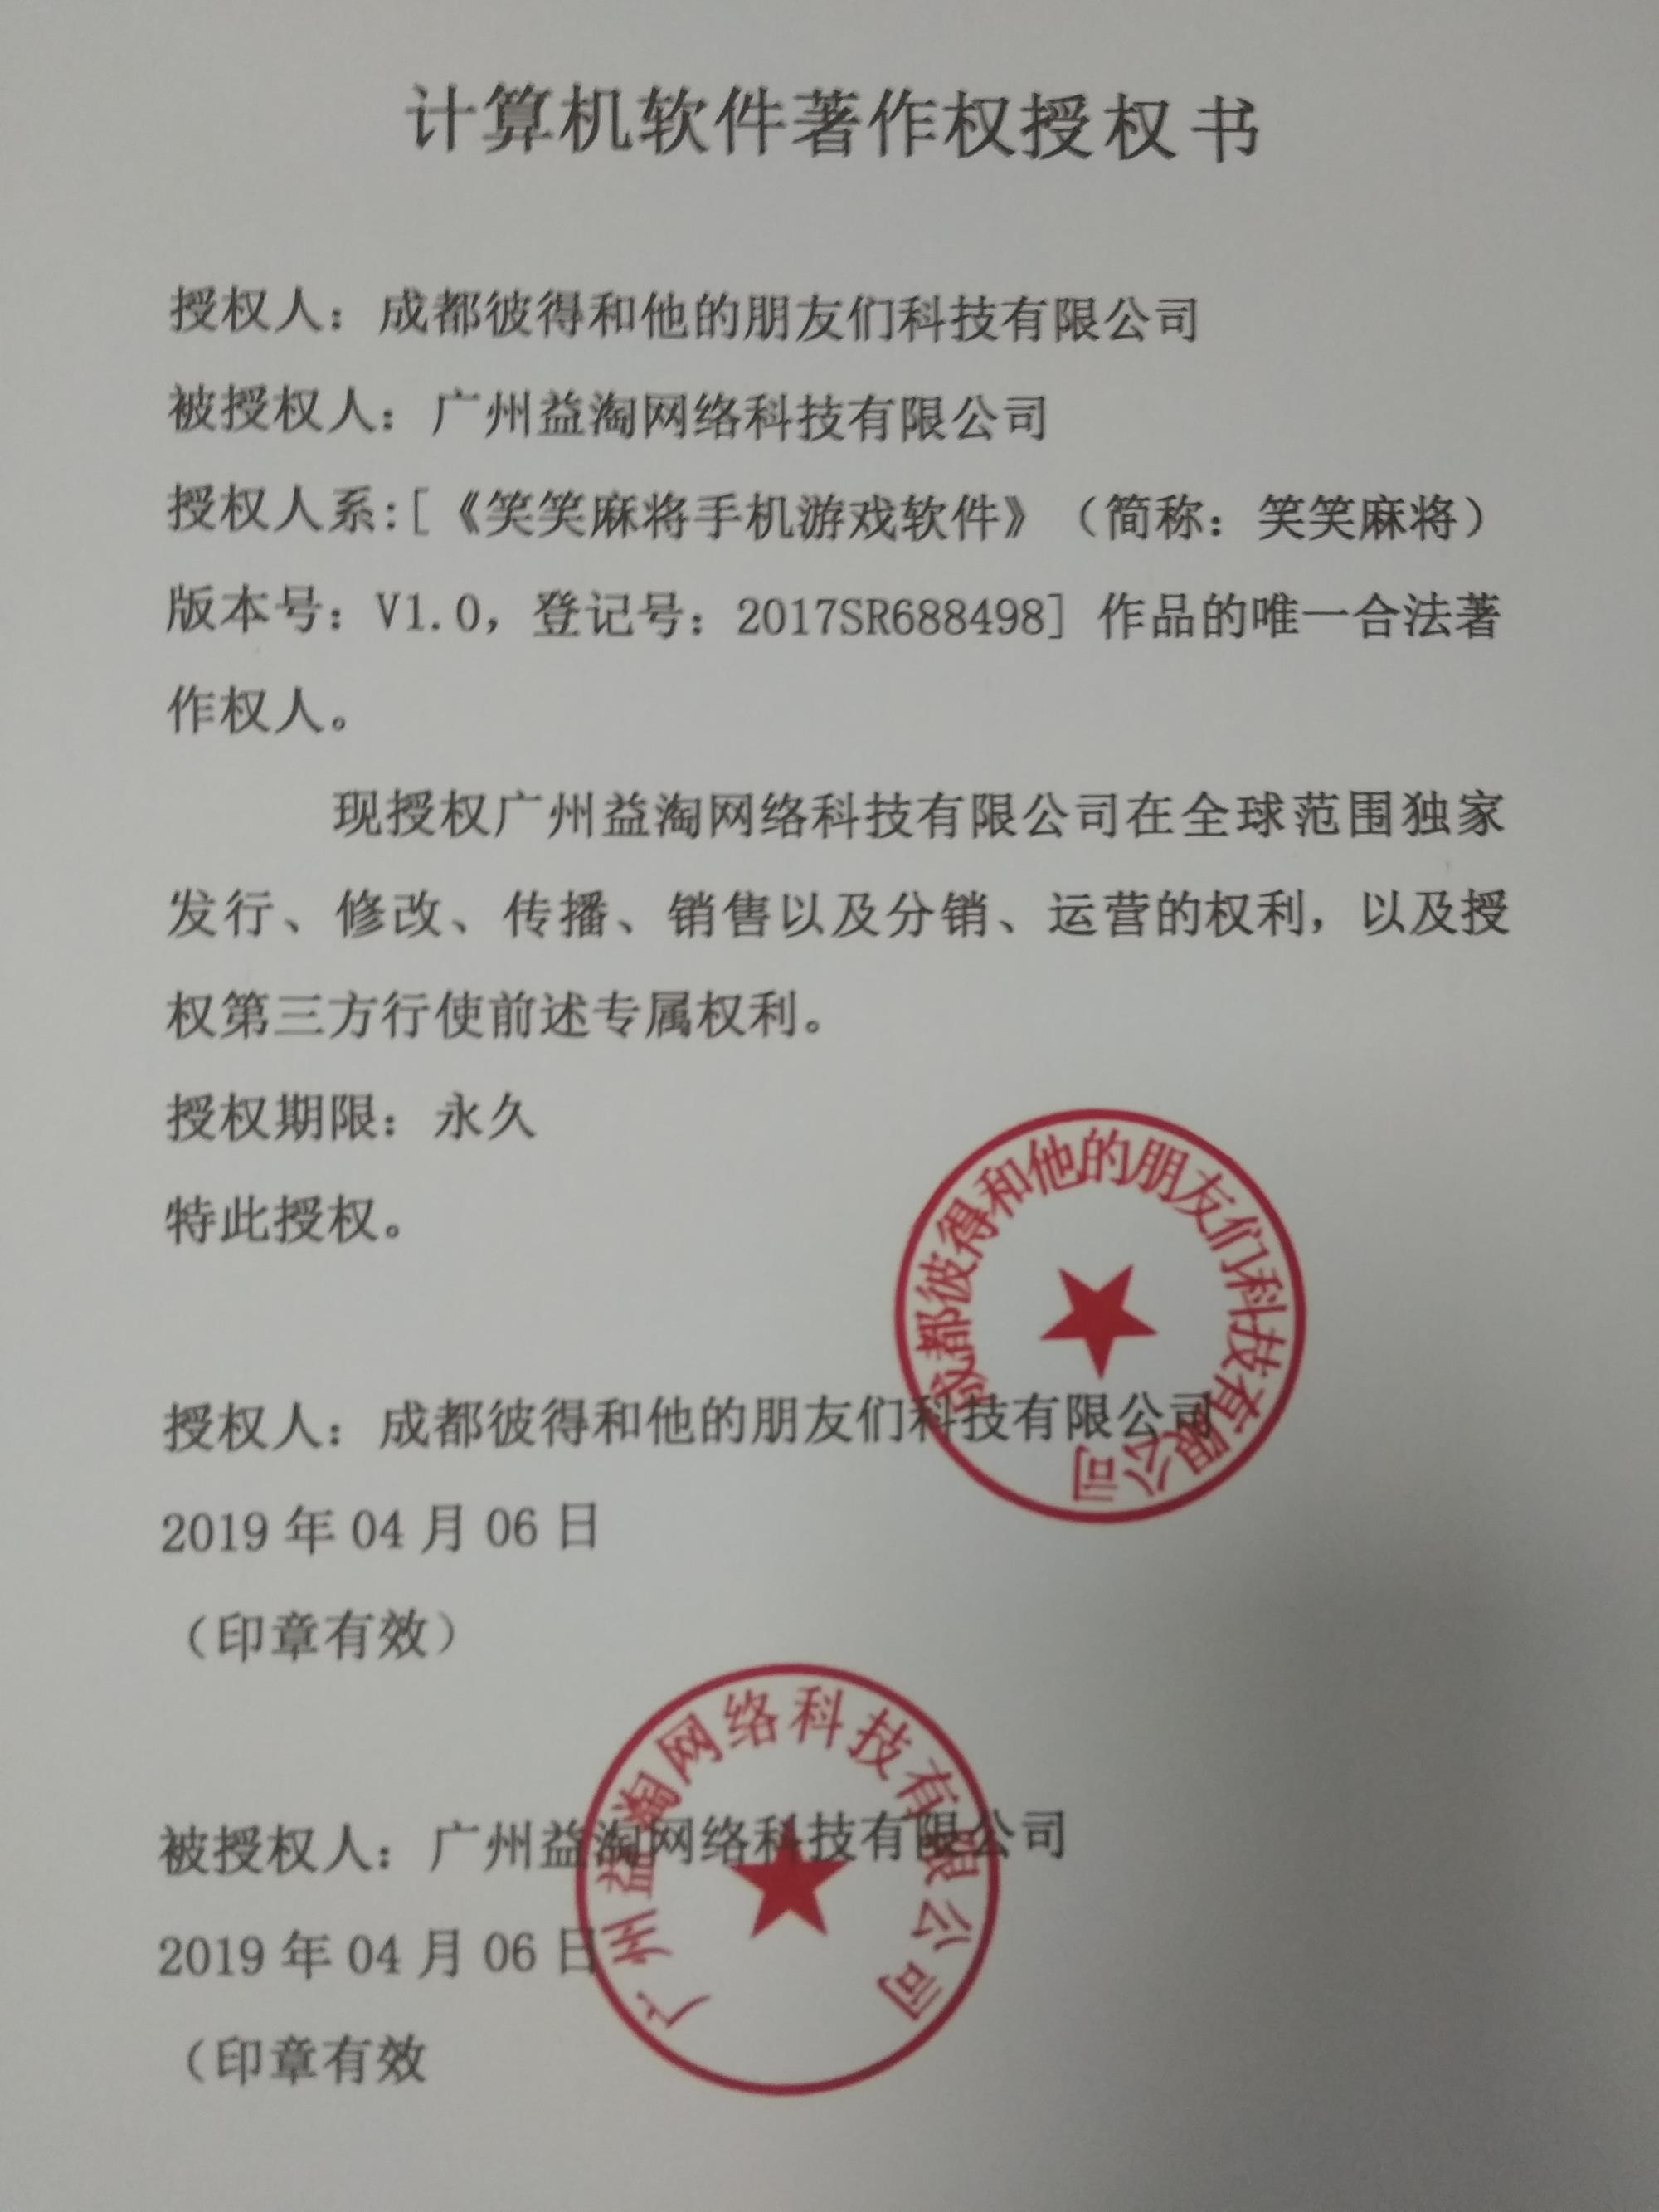 计算机软件著作权授权书
授权人：成都彼得和他的朋友们科技有限公司
被授权人：广州益淘网络科技有限公司
授权人系:[《笑笑麻将手机游戏软件》（简称：笑笑麻将）
版本号：V1.0，登记号：2017SR688498] 作品的唯一合法著
作权人。
现授权广州益淘网络科技有限公司在全球范围独家
发行、修改、传播、销售以及分销、运营的权利，以及授
权第三方行使前述专属权利。
授权期限：永久
特此授权。
成都彼得和他的朋友们科技有限公司
授权人：成都彼得和他的朋友们科技有限公司
2019 年 04 月 06 日
（印章有效）
广州益淘网络科技有限公司
被授权人：广州益淘网络科技有限公司
2019 年 04 月 06 日
（印章有效